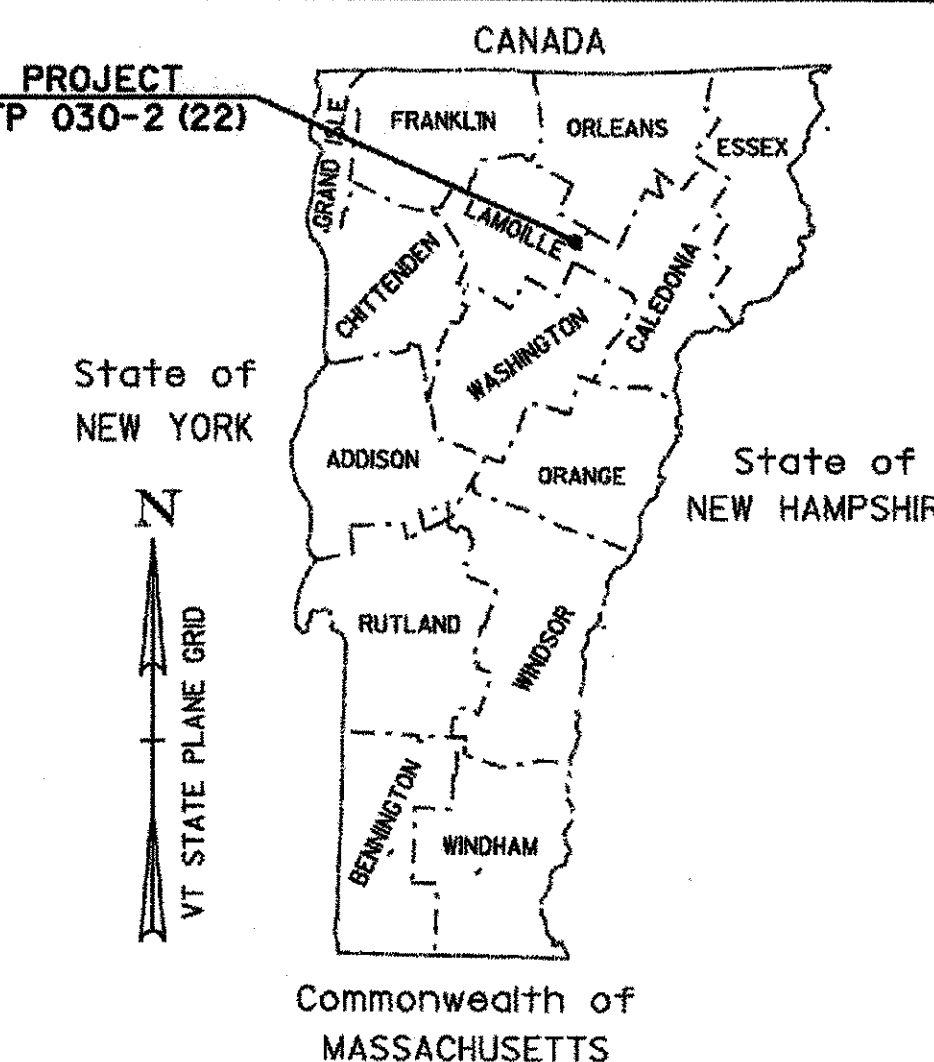 CANADA
PROJECT
TP 030-2 (22)
FRANKLIN
ORLEANS
ESSEX
GRAND ISLE
LAMOILLE
CHITTENDEN
CALEDONIA
WASHINGTON
State of
NEW YORK
ADDISON
ORANGE
State of
NEW HAMPSHIR
N
VT STATE PLANE GRID
RUTLAND
WINDSOR
BENNINGTON
WINDHAM
Commonwealth of
MASSACHUSETTS